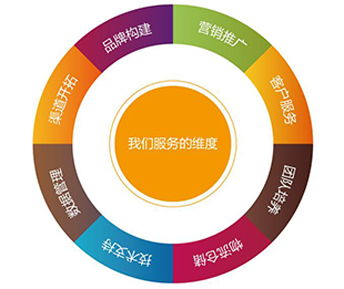 品牌构建
营销推广
客户服务
团队培养
物流仓储
技术支持
数据管理
渠道开拓
我们服务的维度